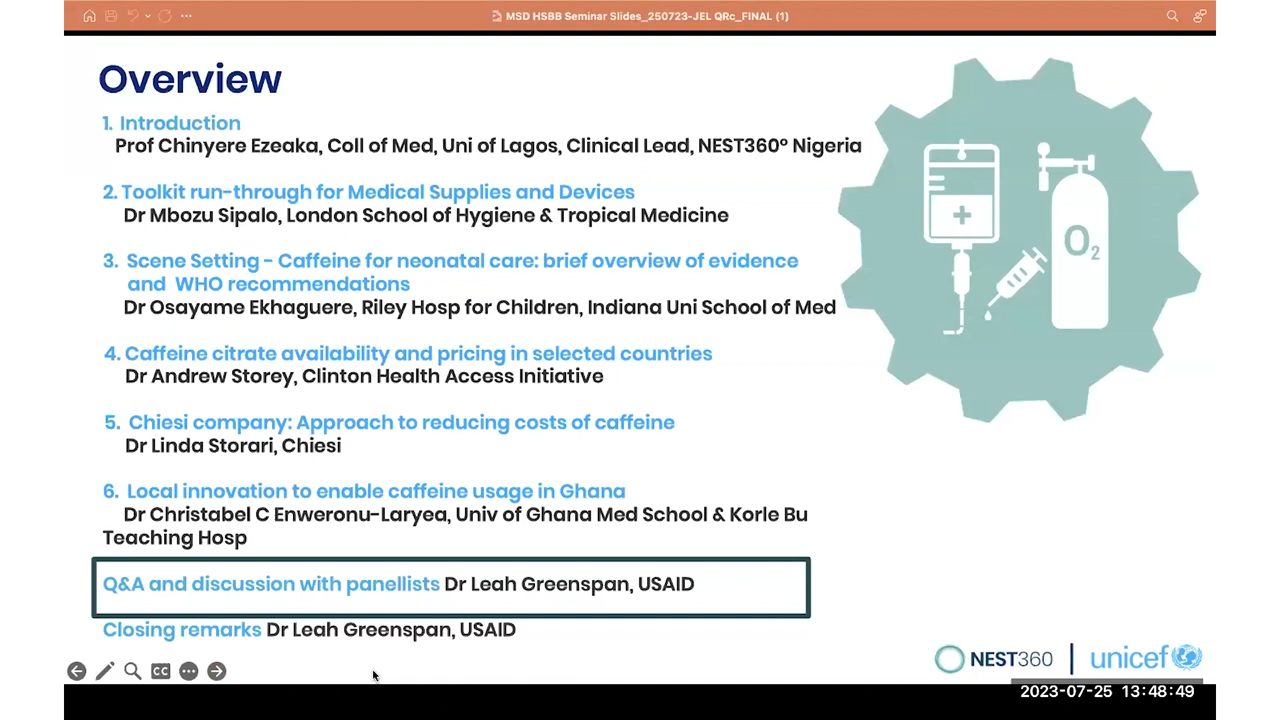 MSD HSBB Seminar Slides_250723-JEL QRc_FINAL (1)
Overview
1. Introduction
Prof Chinyere Ezeaka, Coll of Med, Uni of Lagos, Clinical Lead, NEST360º Nigeria
2. Toolkit run-through for Medical Supplies and Devices
Dr Mbozu Sipalo, London School of Hygiene & Tropical Medicine
3. Scene Setting - Caffeine for neonatal care: brief overview of evidence
and WHO recommendations
Dr Osayame Ekhaguere, Riley Hosp for Children, Indiana Uni School of Med
4. Caffeine citrate availability and pricing in selected countries
Dr Andrew Storey, Clinton Health Access Initiative
5. Chiesi company: Approach to reducing costs of caffeine
Dr Linda Storari, Chiesi
6. Local innovation to enable caffeine usage in Ghana
Dr Christabel C Enweronu-Laryea, Univ of Ghana Med School & Korle Bu
Teaching Hosp
Q&A and discussion with panellists Dr Leah Greenspan, USAID
Closing remarks Dr Leah Greenspan, USAID
O2
CC
NEST360 | unicef
2023-07-25 13:48:49